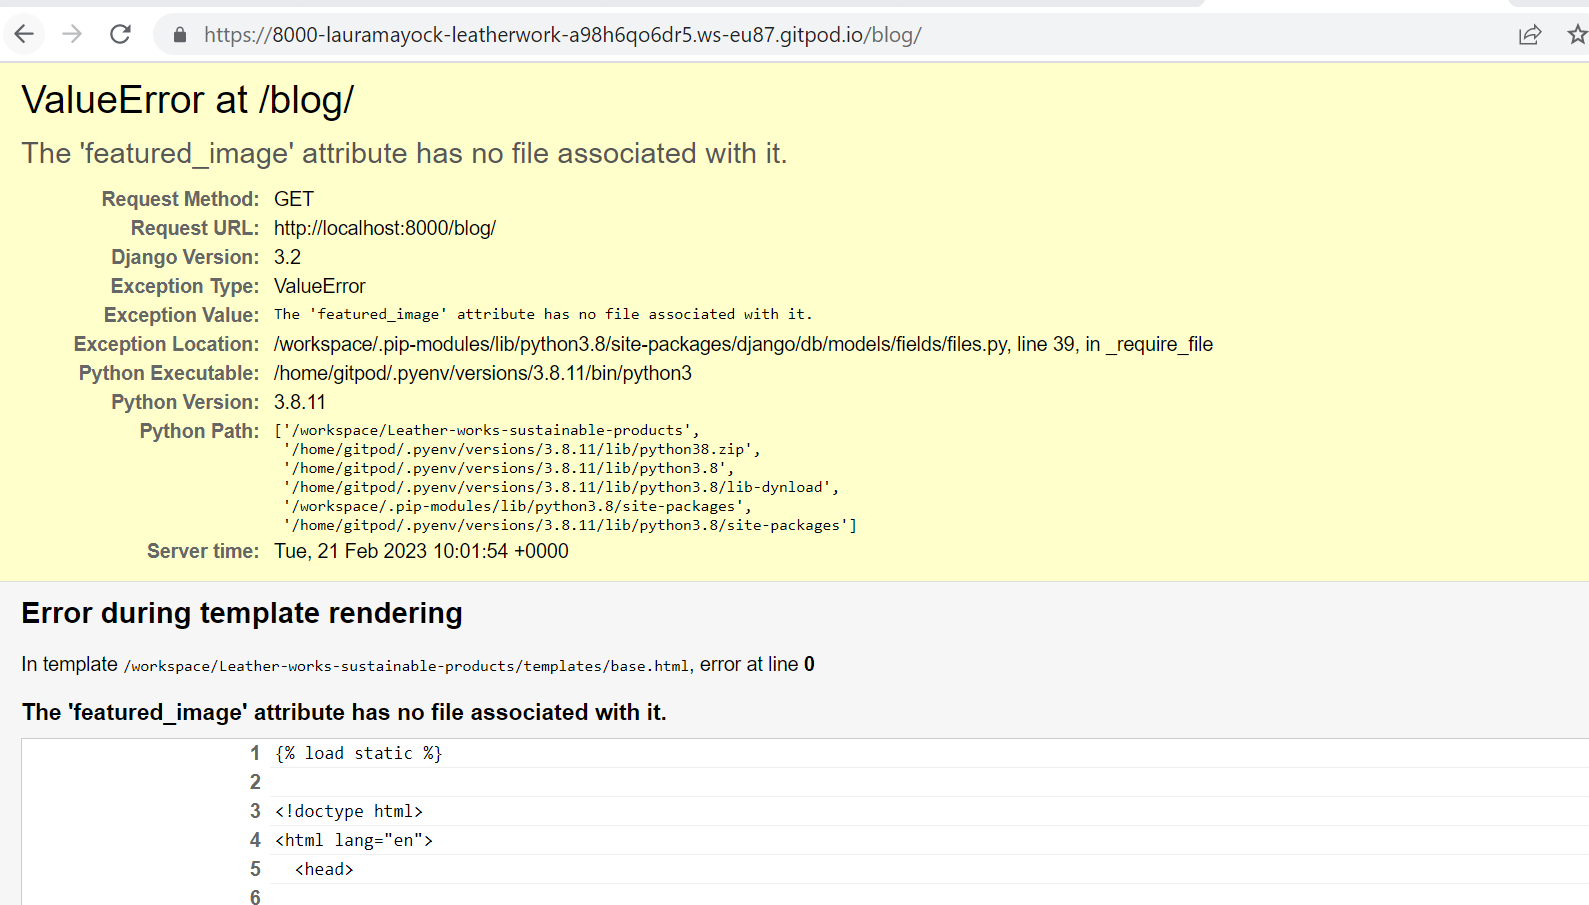 https://8000-lauramayock-leatherwork-a98h6qo6dr5.ws-eu87.gitpod.io/blog/
ValueError at /blog/
The 'featured_image' attribute has no file associated with it.
Request Method: GET
Request URL: http://localhost:8000/blog/
Django Version: 3.2
Exception Type: ValueError
Exception Value: The 'featured_image' attribute has no file associated with it.
Exception Location: /workspace/.pip-modules/lib/python3.8/site-packages/django/db/models/fields/files.py, line 39, in _require_file
Python Executable: /home/gitpod/.pyenv/versions/3.8.11/bin/python3
Python Version: 3.8.11
Python Path: ['/workspace/Leather-works-sustainable-products',
'/home/gitpod/.pyenv/versions/3.8.11/lib/python38.zip',
'/home/gitpod/.pyenv/versions/3.8.11/lib/python3.8',
'/home/gitpod/.pyenv/versions/3.8.11/lib/python3.8/lib-dynload',
'/workspace/.pip-modules/lib/python3.8/site-packages',
'/home/gitpod/.pyenv/versions/3.8.11/lib/python3.8/site-packages']
Server time: Tue, 21 Feb 2023 10:01:54 +0000
Error during template rendering
In template /workspace/Leather-works-sustainable-products/templates/base.html, error at line 0
The 'featured_image' attribute has no file associated with it.
1 {% load static %}
2
3 <!doctype html>
4 <html lang="en">
5 <head>
6